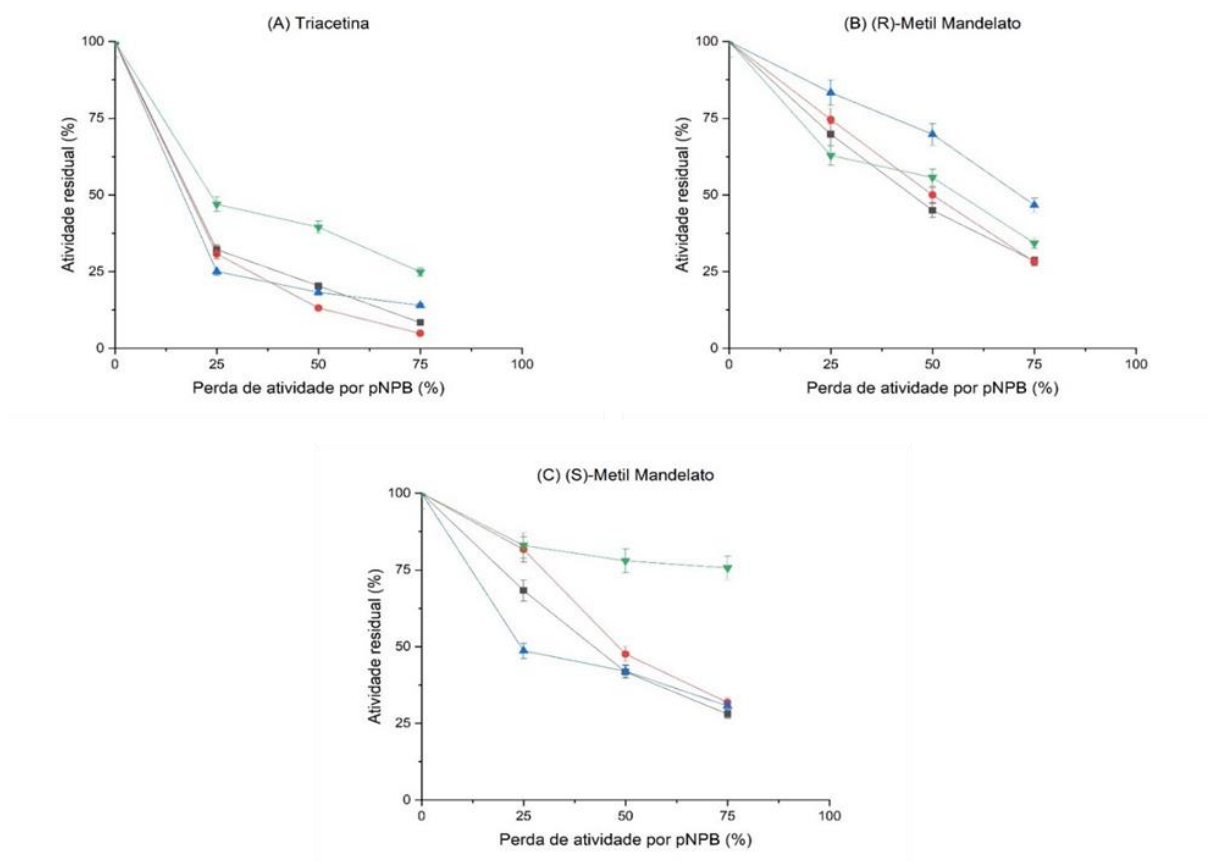 (A) Triacetina
100
75
50
25
0
Atividade residual (%)
0 25 50 75 100
Perda de atividade por pNPB (%)
(B) (R)-Metil Mandelato
100
75
50
25
0
Atividade residual (%)
0 25 50 75 100
Perda de atividade por pNPB (%)
(C) (S)-Metil Mandelato
100
75
50
25
0
Atividade residual (%)
0 25 50 75 100
Perda de atividade por pNPB (%)